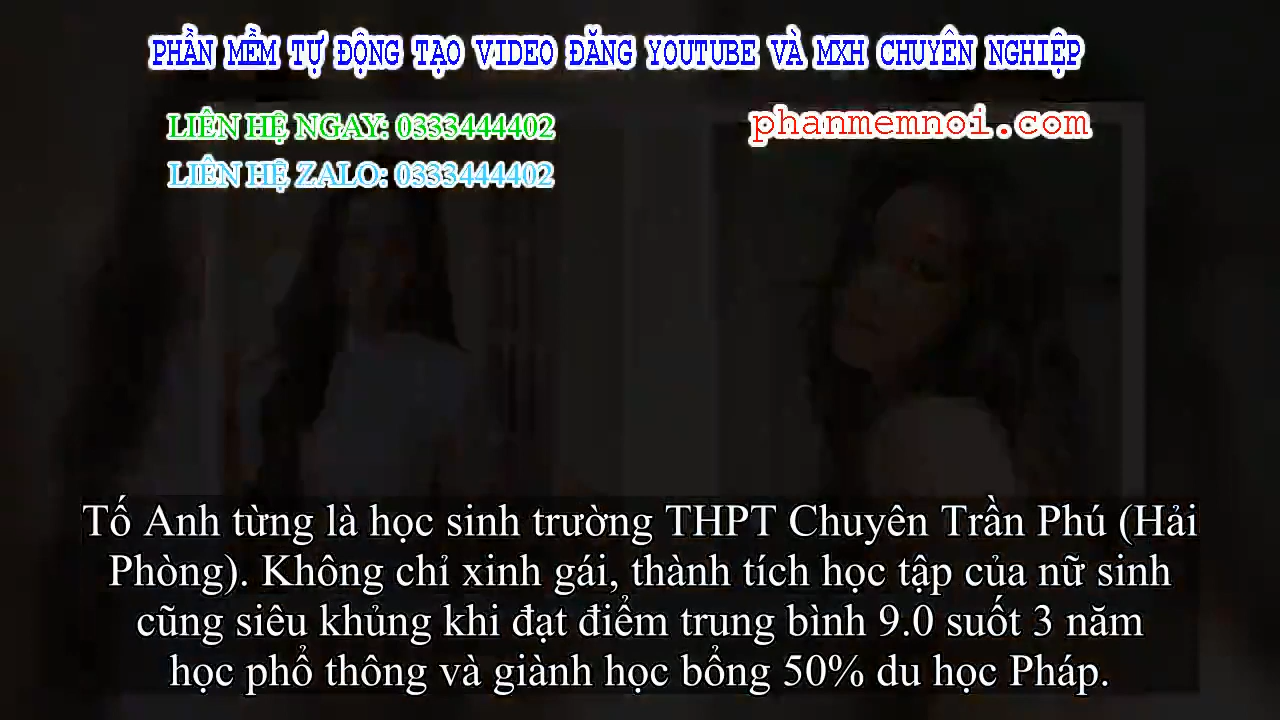 PHẦN MỀM TỰ ĐỘNG TẠO VIDEO ĐĂNG YOUTUBE VÀ MXH CHUYÊN NGHIỆP
LIÊN HỆ NGAY: 0333444402
phanmemnoi.com
LIÊN HỆ ZALO: 0333444402
Tố Anh từng là học sinh trường THPT Chuyên Trần Phú (Hải
Phòng). Không chỉ xinh gái, thành tích học tập của nữ sinh
cũng siêu khủng khi đạt điểm trung bình 9.0 suốt 3 năm
học phổ thông và giành học bổng 50% du học Pháp.